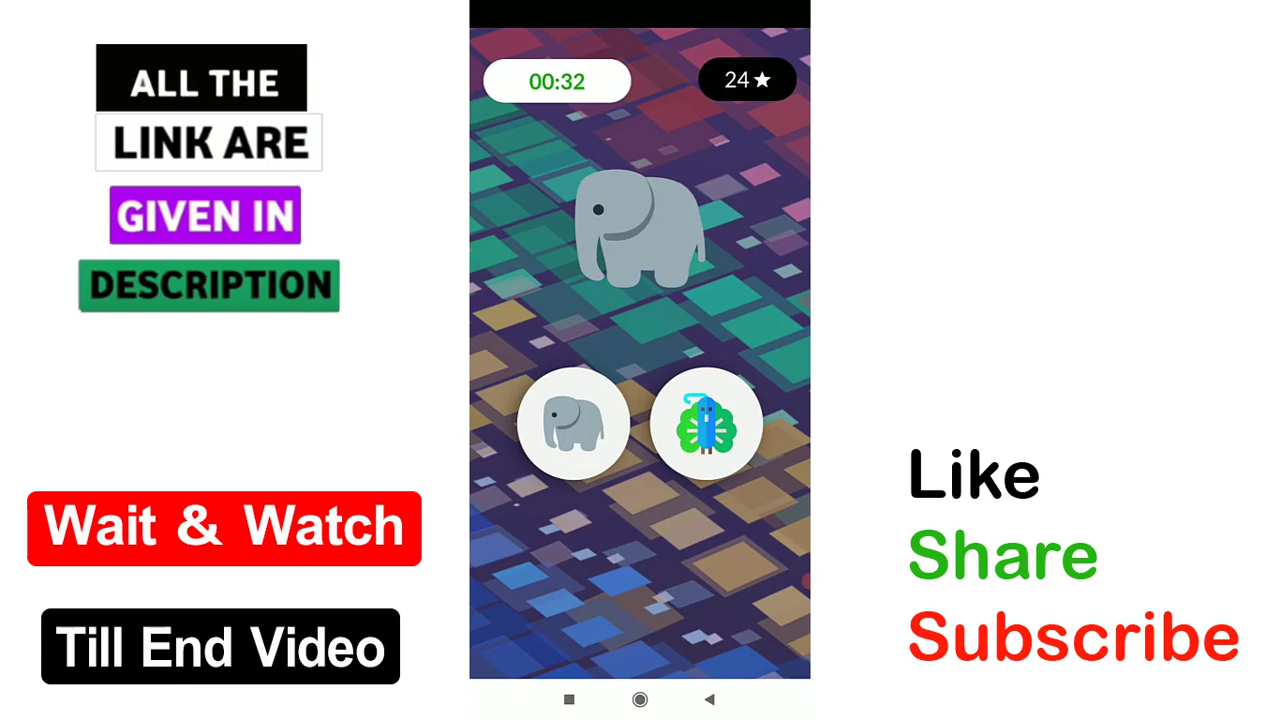 ALL THE
LINK ARE
GIVEN IN
DESCRIPTION
Wait & Watch
Till End Video
00:32
24★
Like
Share
Subscribe